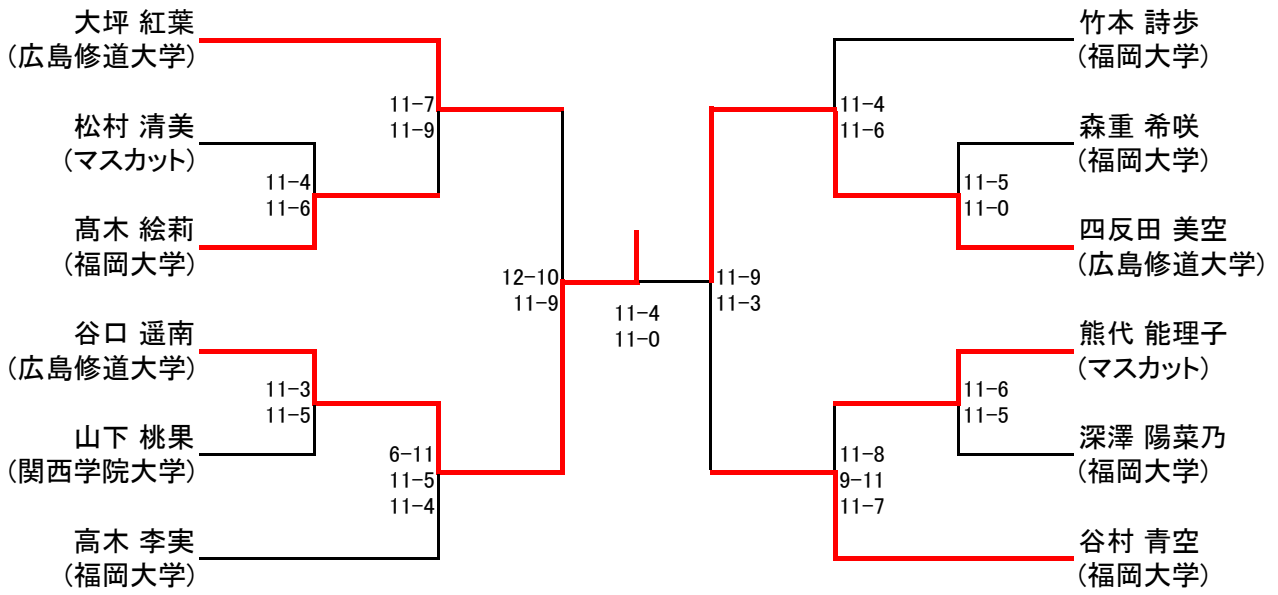 大坪 紅葉
(広島修道大学)
松村 清美
(マスカット)
髙木 絵莉
(福岡大学)
谷口 遥南
(広島修道大学)
山下 桃果
(関西学院大学)
高木 李実
(福岡大学)
11-7
11-9
11-4
11-6
11-3
11-5
6-11
11-5
11-4
12-10
11-9
11-4
11-0
11-9
11-3
11-4
11-6
11-5
11-0
11-6
11-5
11-8
9-11
11-7
竹本 詩歩
(福岡大学)
森重 希咲
(福岡大学)
四反田 美空
(広島修道大学)
熊代 能理子
(マスカット)
深澤 陽菜乃
(福岡大学)
谷村 青空
(福岡大学)